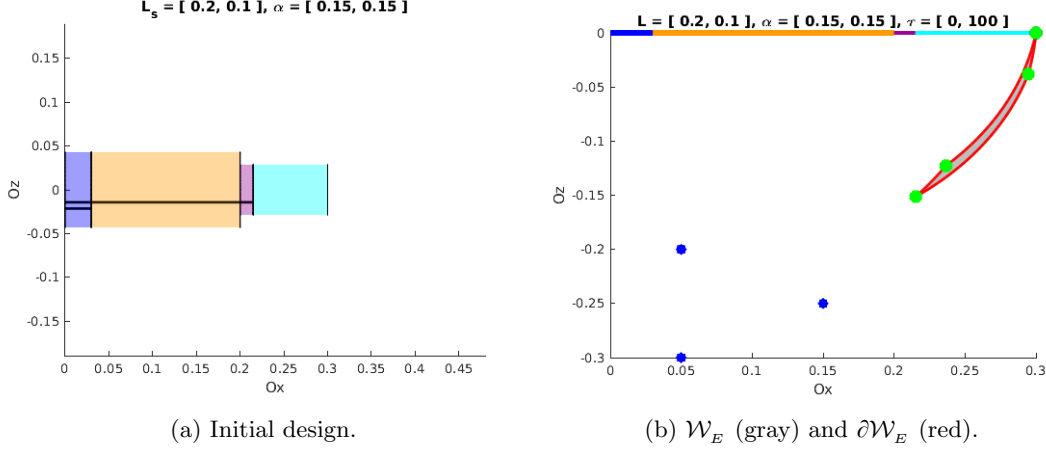 L_s = [ 0.2, 0.1 ], α = [ 0.15, 0.15 ]
0.15
0.1
0.05
0
-0.05
-0.1
-0.15
Oz
0 0.05 0.1 0.15 0.2 0.25 0.3 0.35 0.4 0.45
Ox
(a) Initial design.
L = [ 0.2, 0.1 ], α = [ 0.15, 0.15 ], τ = [ 0, 100 ]
0
-0.05
-0.1
-0.15
-0.2
-0.25
-0.3
Oz
0 0.05 0.1 0.15 0.2 0.25 0.3
Ox
(b) 𝒲_E (gray) and ∂𝒲_E (red).